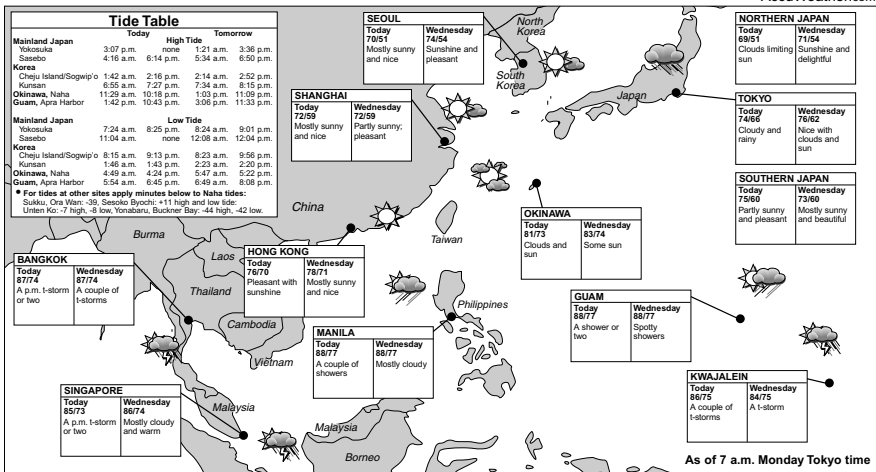 Tide Table
Today Tomorrow
High Tide
Mainland Japan
Yokosuka 3:07 p.m. none 1:21 a.m. 3:36 p.m.
Sasebo 4:16 a.m. 6:14 p.m. 5:34 a.m. 6:50 p.m.
Korea
Cheju Island/Sogwip'o 1:42 a.m. 2:16 p.m. 2:14 a.m. 2:52 p.m.
Kunsan 6:55 a.m. 7:27 p.m. 7:34 a.m. 8:15 p.m.
Okinawa, Naha 11:29 a.m. 10:18 p.m. 1:03 p.m. 11:09 p.m.
Guam, Apra Harbor 1:42 p.m. 10:43 p.m. 3:06 p.m. 11:33 p.m.
Mainland Japan Low Tide
Yokosuka 7:24 a.m. 8:25 p.m. 8:24 a.m. 9:01 p.m.
Sasebo 11:04 a.m. none 12:08 a.m. 12:04 p.m.
Korea
Cheju Island/Sogwip'o 8:15 a.m. 9:13 p.m. 8:23 a.m. 9:56 p.m.
Kunsan 1:46 a.m. 1:43 p.m. 2:23 a.m. 2:20 p.m.
Okinawa, Naha 4:49 a.m. 4:24 p.m. 5:47 a.m. 5:22 p.m.
Guam, Apra Harbor 5:54 a.m. 6:45 p.m. 6:49 a.m. 8:08 p.m.
• For tides at other sites apply minutes below to Naha tides:
Sukku, Ora Wan: -39, Sesoko Byochi: +11 high and low tide:
Unten Ko: -7 high, -8 low, Yonabaru, Buckner Bay: -44 high, -42 low.
SEOUL
Today Wednesday
70/51 74/54
Mostly sunny Sunshine and
and nice pleasant
North
Korea
South
Korea
Japan
NORTHERN JAPAN
Today Wednesday
69/51 71/54
Clouds limiting Sunshine and
sun delightful
SHANGHAI
Today Wednesday
72/59 72/59
Mostly sunny Partly sunny;
and nice pleasant
TOKYO
Today Wednesday
74/66 76/62
Cloudy and Nice with
rainy clouds and
sun
SOUTHERN JAPAN
Today Wednesday
75/60 73/60
Partly sunny Mostly sunny
and pleasant and beautiful
China
Taiwan
OKINAWA
Today Wednesday
81/73 83/74
Clouds and Some sun
sun
Burma
Laos
Thailand
Cambodia
Vietnam
HONG KONG
Today Wednesday
76/70 78/71
Pleasant with Mostly sunny
sunshine and nice
BANGKOK
Today Wednesday
87/74 87/74
A p.m. t-storm A couple of
or two t-storms
Philippines
MANILA
Today Wednesday
88/77 88/77
A couple of Mostly cloudy
showers
GUAM
Today Wednesday
88/77 88/77
A shower or Spotty
two showers
SINGAPORE
Today Wednesday
85/73 86/74
A p.m. t-storm Mostly cloudy
or two and warm
Malaysia
Malaysia
Borneo
KWAJALEIN
Today Wednesday
86/75 84/75
A couple of A t-storm
t-storms
As of 7 a.m. Monday Tokyo time